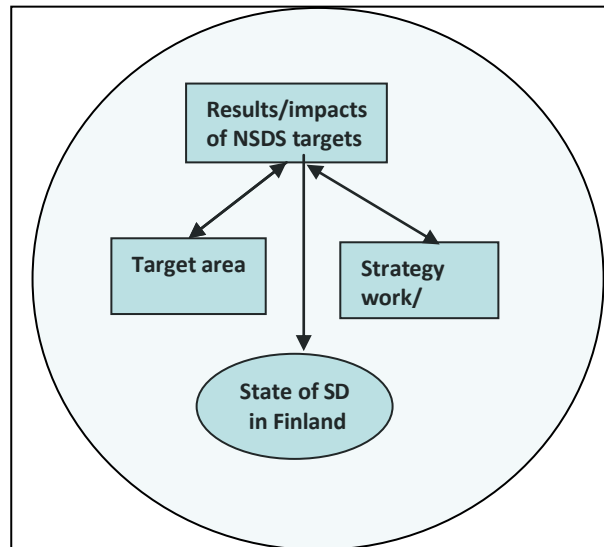 Results/impacts
of NSDS targets
Target area
Strategy
work/
State of SD
in Finland